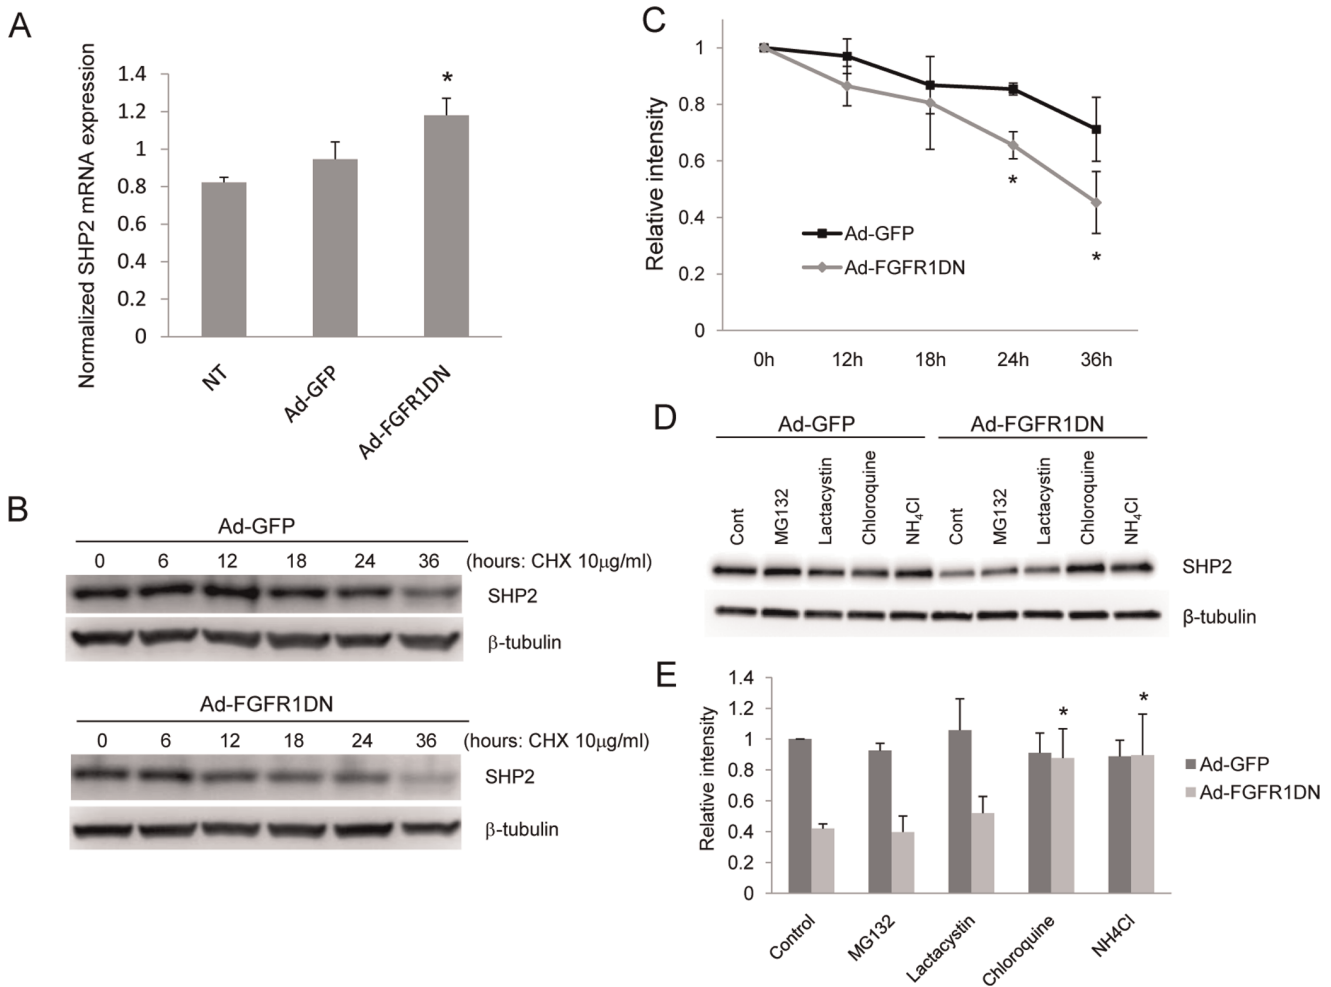 A
Normalized SHP2 mRNA expression
1.4
1.2
1
0.8
0.6
0.4
0.2
0
*
NT
Ad-GFP
Ad-FGFR1DN
B
Ad-GFP
0 6 12 18 24 36 (hours: CHX 10μg/ml)
SHP2
β-tubulin
Ad-FGFR1DN
0 6 12 18 24 36 (hours: CHX 10μg/ml)
SHP2
β-tubulin
C
Relative intensity
1
0.8
0.6
0.4
0.2
0
*
*
Ad-GFP
Ad-FGFR1DN
0h 12h 18h 24h 36h
D
Ad-GFP Ad-FGFR1DN
Cont MG132 Lactacystin Chloroquine NH₄Cl Cont MG132 Lactacystin Chloroquine NH₄Cl
SHP2
β-tubulin
E
Relative intensity
1.4
1.2
1
0.8
0.6
0.4
0.2
0
* *
Ad-GFP
Ad-FGFR1DN
Control
MG132
Lactacystin
Chloroquine
NH4Cl